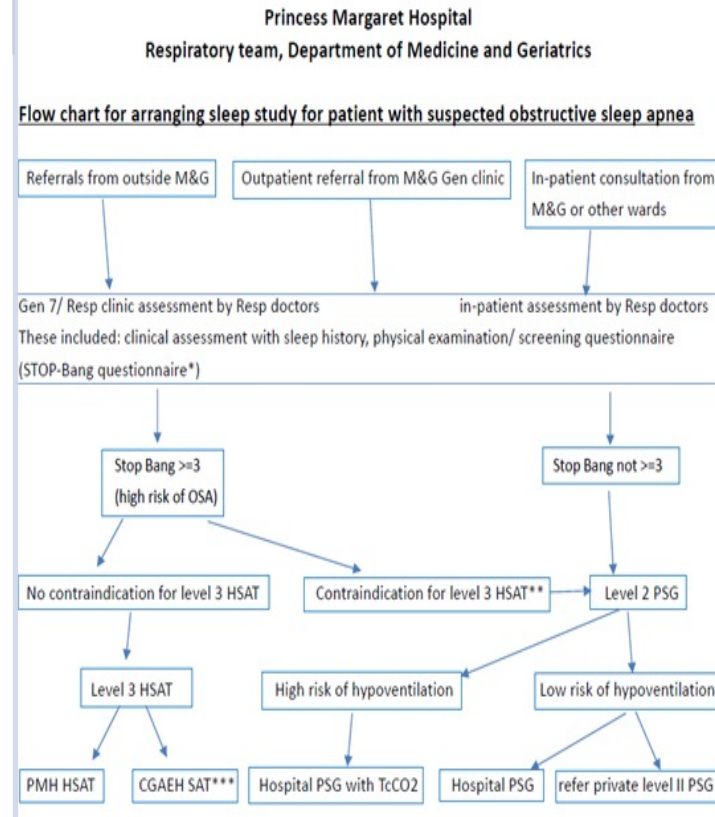 Princess Margaret Hospital
Respiratory team, Department of Medicine and Geriatrics
Flow chart for arranging sleep study for patient with suspected obstructive sleep apnea
Referrals from outside M&G
Outpatient referral from M&G Gen clinic
In-patient consultation from
M&G or other wards
Gen 7/ Resp clinic assessment by Resp doctors
in-patient assessment by Resp doctors
These included: clinical assessment with sleep history, physical examination/ screening questionnaire
(STOP-Bang questionnaire*)
Stop Bang >=3
(high risk of OSA)
Stop Bang not >=3
No contraindication for level 3 HSAT
Contraindication for level 3 HSAT**
Level 2 PSG
Level 3 HSAT
High risk of hypoventilation
Low risk of hypoventilation
PMH HSAT
CGAEH SAT***
Hospital PSG with TcCO2
Hospital PSG
refer private level II PSG